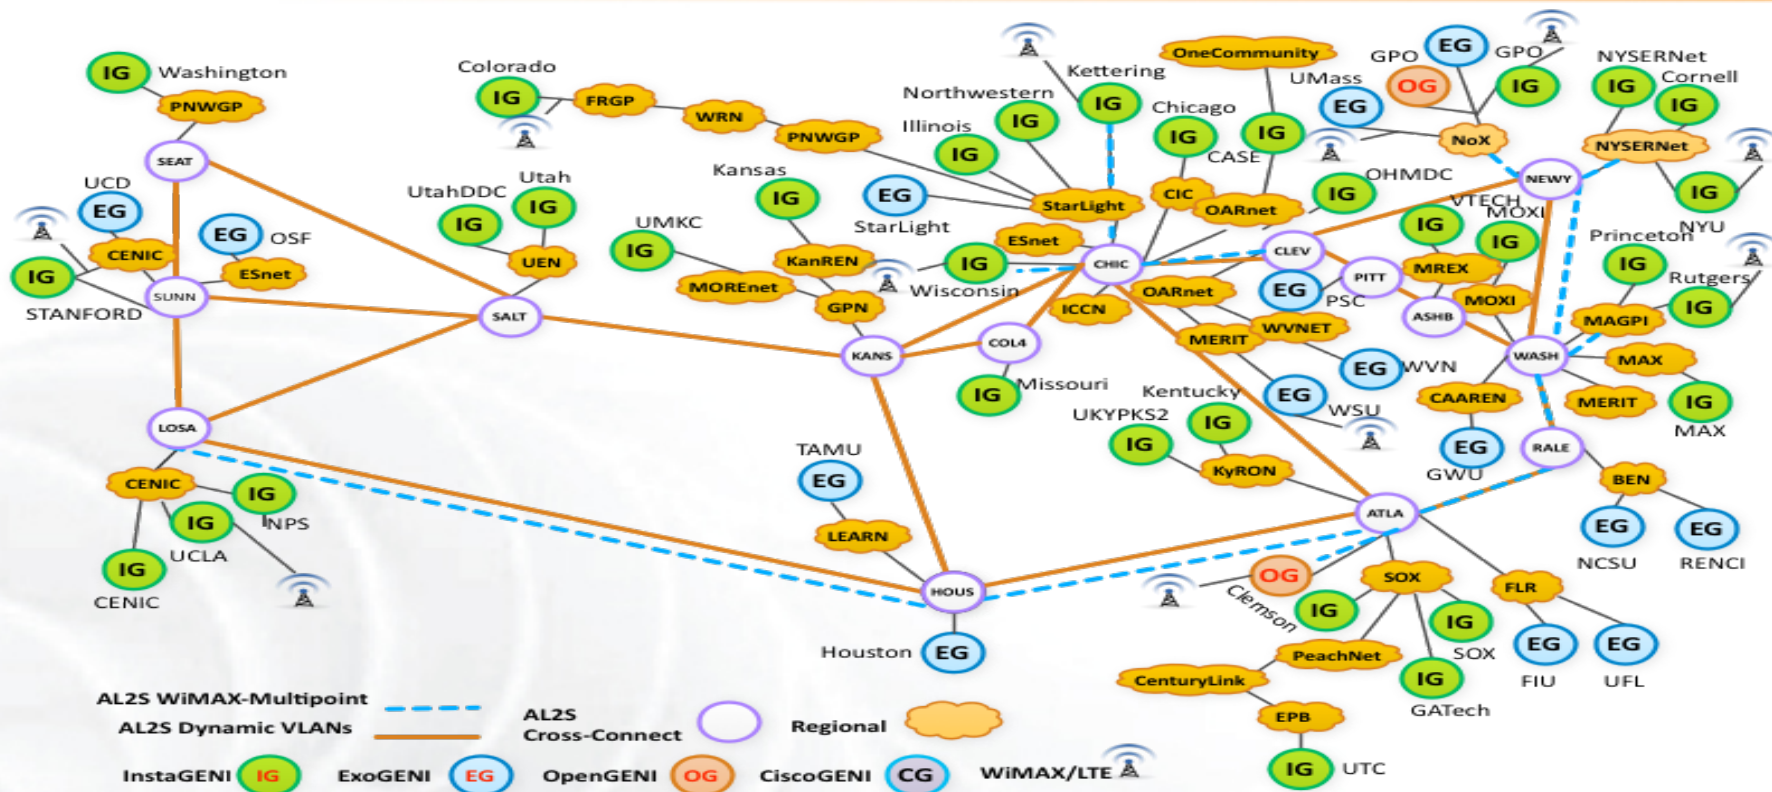 IG
Washington
PNWGP
SEAT
UCD
EG
EG
OSF
CENIC
ESnet
IG
STANFORD
SUNN
LOSA
CENIC
IG
NPS
IG
UCLA
IG
CENIC
Colorado
IG
FRGP
WRN
PNWGP
UtahDDC
IG
Utah
IG
UEN
SALT
UMKC
IG
Kansas
IG
KanREN
MOREnet
GPN
KANS
COL4
IG
Missouri
Northwestern
IG
Illinois
IG
EG
StarLight
StarLight
Kettering
IG
ESnet
IG
Wisconsin
CHIC
ICCN
OneCommunity
Chicago
IG
IG
CASE
CIC
OARnet
IG
OHMDC
CLEV
OARnet
EG
PSC
PITT
MERIT
WVNET
EG
WVN
EG
WSU
GPO
EG
GPO
OG
IG
UMass
EG
NoX
NYSERNet
IG
Cornell
IG
NYSERNet
IG
NYU
NEWY
VTECH
IG
MOXI
IG
MREX
MOXI
ASHB
WASH
Princeton
IG
Rutgers
IG
MAGPI
MAX
IG
MAX
MERIT
CAAREN
EG
GWU
RALE
BEN
EG
NCSU
EG
RENCI
Kentucky
IG
UKYPKS2
IG
KyRON
ATLA
TAMU
EG
LEARN
HOUS
Houston
EG
OG
Clemson
IG
SOX
IG
SOX
FLR
EG
FIU
EG
UFL
PeachNet
IG
GATech
CenturyLink
EPB
IG
UTC
AL2S WiMAX-Multipoint
AL2S Dynamic VLANs
AL2S
Cross-Connect
Regional
InstaGENI
IG
ExoGENI
EG
OpenGENI
OG
CiscoGENI
CG
WiMAX/LTE